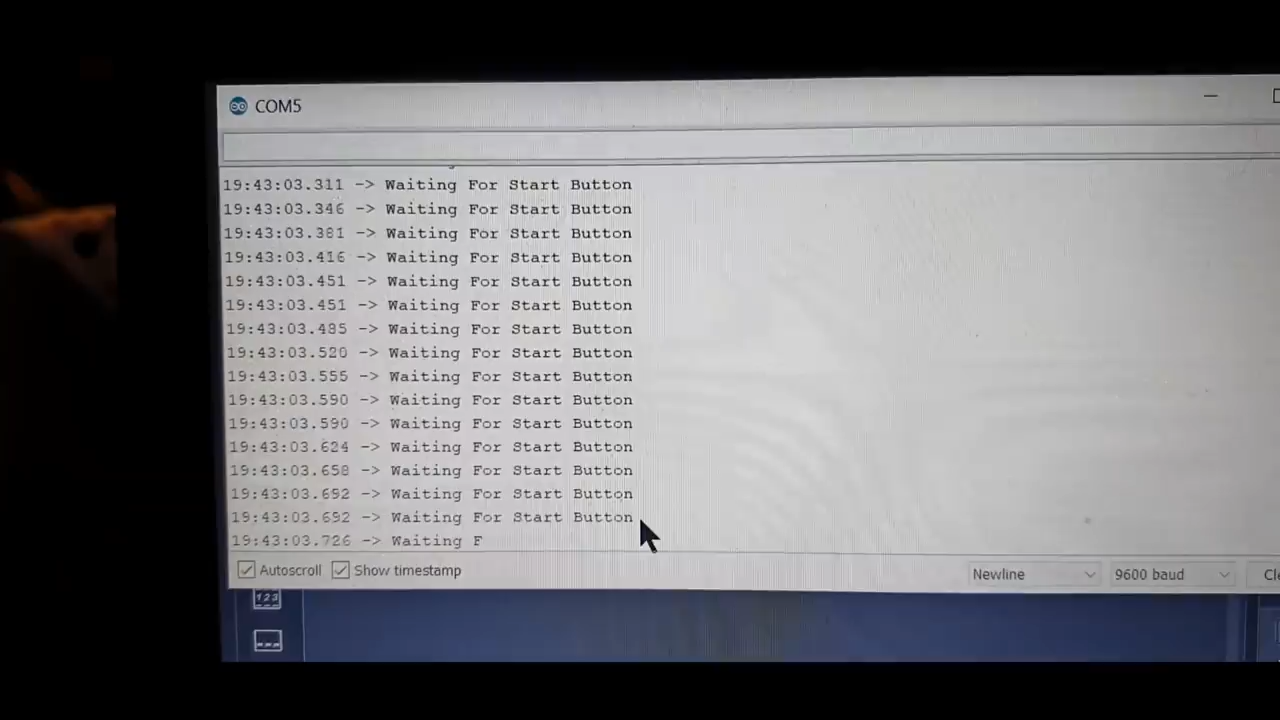 COM5
19:43:03.311 -> Waiting For Start Button
19:43:03.346 -> Waiting For Start Button
19:43:03.381 -> Waiting For Start Button
19:43:03.416 -> Waiting For Start Button
19:43:03.451 -> Waiting For Start Button
19:43:03.451 -> Waiting For Start Button
19:43:03.485 -> Waiting For Start Button
19:43:03.520 -> Waiting For Start Button
19:43:03.555 -> Waiting For Start Button
19:43:03.590 -> Waiting For Start Button
19:43:03.590 -> Waiting For Start Button
19:43:03.624 -> Waiting For Start Button
19:43:03.658 -> Waiting For Start Button
19:43:03.692 -> Waiting For Start Button
19:43:03.692 -> Waiting For Start Button
19:43:03.726 -> Waiting F
Autoscroll Show timestamp Newline 9600 baud Cle
123